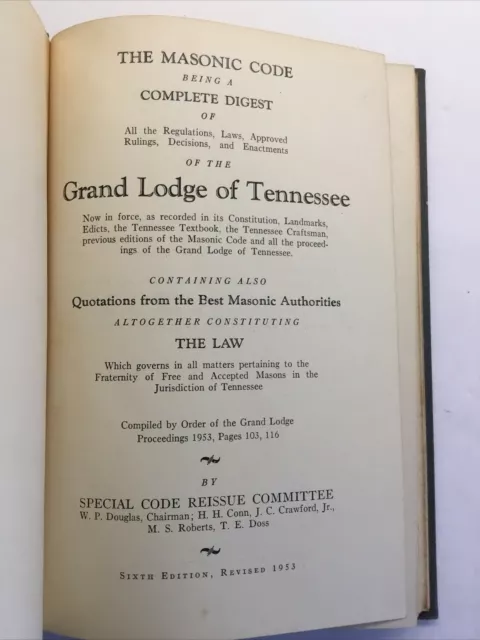 THE MASONIC CODE
BEING A
COMPLETE DIGEST
OF
All the Regulations, Laws, Approved
Rulings, Decisions, and Enactments
OF THE
Grand Lodge of Tennessee
Now in force, as recorded in its Constitution, Landmarks,
Edicts, the Tennessee Textbook, the Tennessee Craftsman,
previous editions of the Masonic Code and all the proceed-
ings of the Grand Lodge of Tennessee.
CONTAINING ALSO
Quotations from the Best Masonic Authorities
ALTOGETHER CONSTITUTING
THE LAW
Which governs in all matters pertaining to the
Fraternity of Free and Accepted Masons in the
Jurisdiction of Tennessee
Compiled by Order of the Grand Lodge
Proceedings 1953, Pages 103, 116
BY
SPECIAL CODE REISSUE COMMITTEE
W. P. Douglas, Chairman; H. H. Conn, J. C. Crawford, Jr.,
M. S. Roberts, T. E. Doss
SIXTH EDITION, REVISED 1953